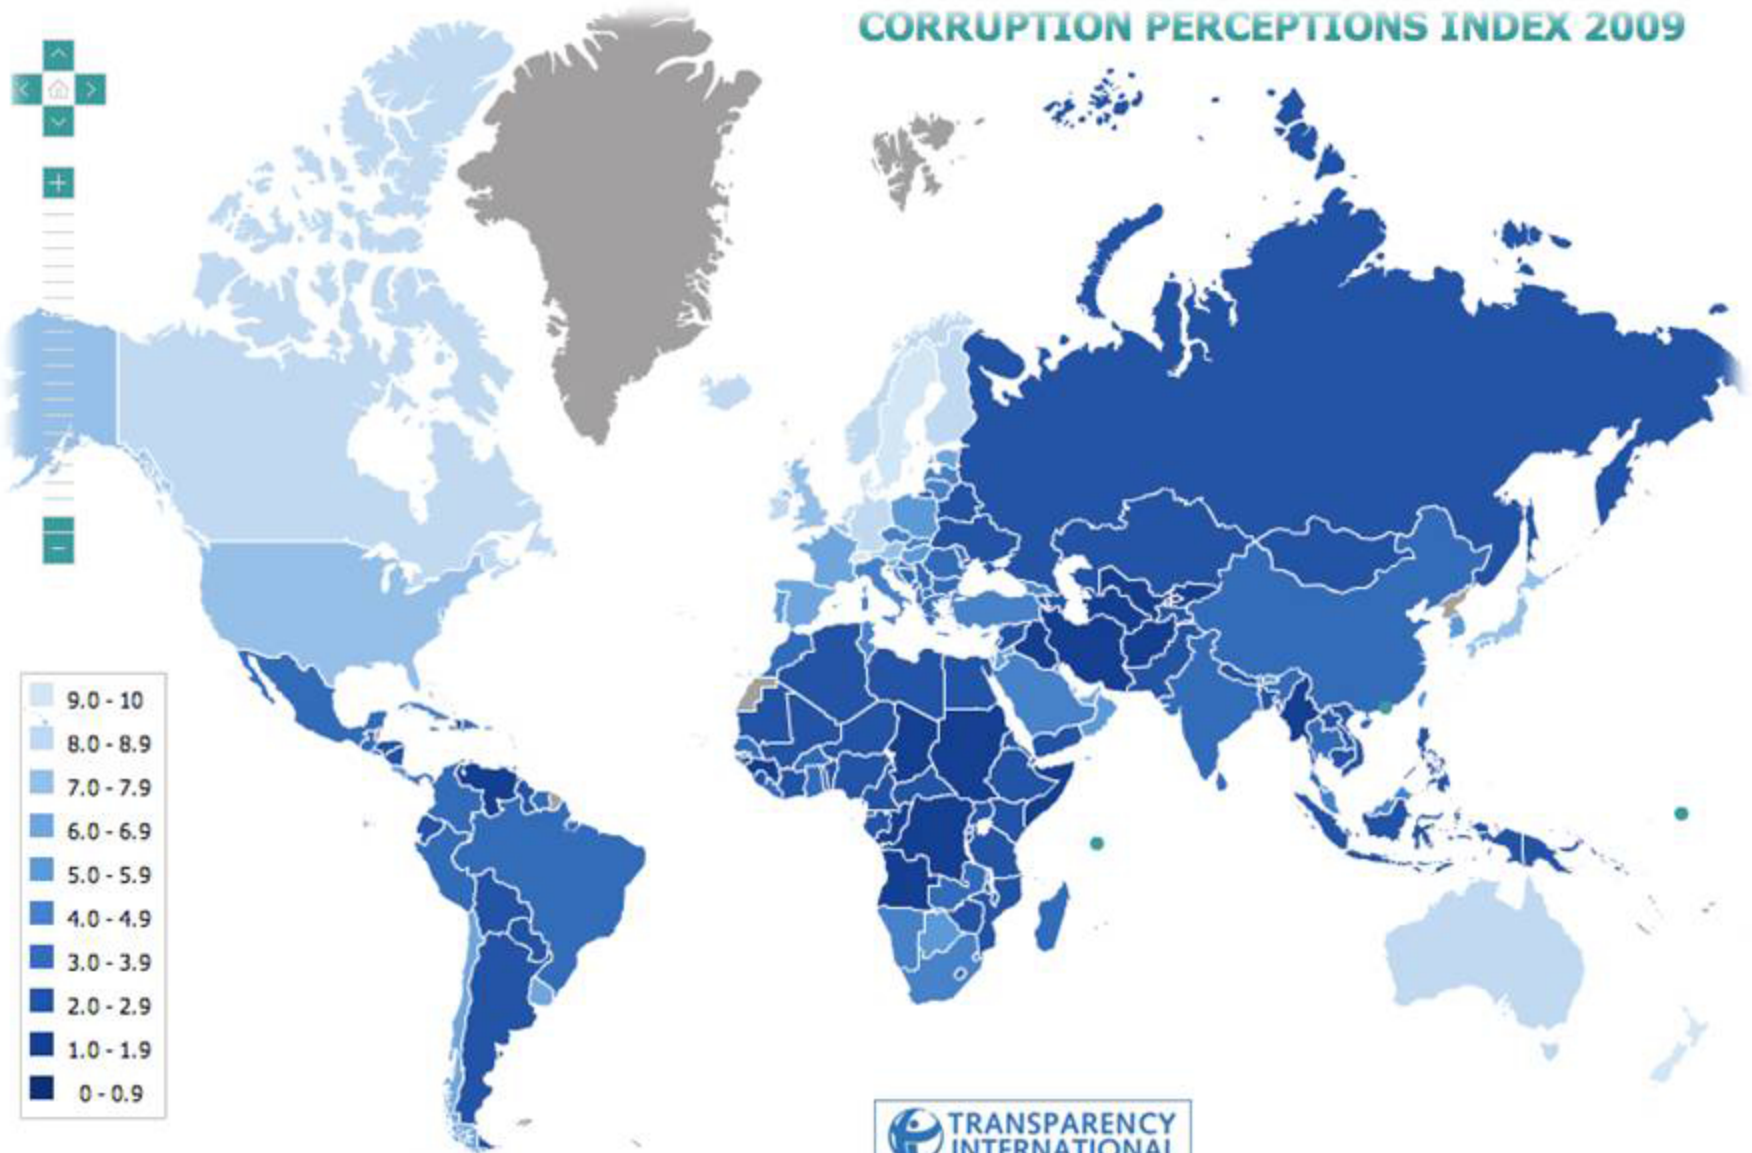 CORRUPTION PERCEPTIONS INDEX 2009
9.0 - 10
8.0 - 8.9
7.0 - 7.9
6.0 - 6.9
5.0 - 5.9
4.0 - 4.9
3.0 - 3.9
2.0 - 2.9
1.0 - 1.9
0 - 0.9
TRANSPARENCY
INTERNATIONAL